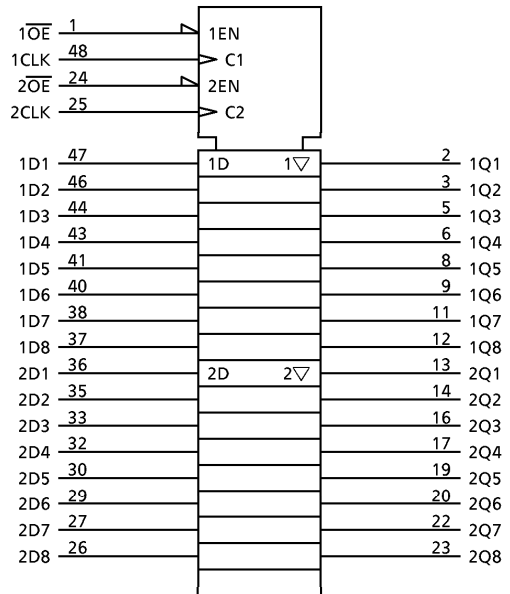 1O̅E̅ 1 1EN
1CLK 48 C1
2O̅E̅ 24 2EN
2CLK 25 C2
1D1 47 1D 1▽ 2 1Q1
1D2 46 3 1Q2
1D3 44 5 1Q3
1D4 43 6 1Q4
1D5 41 8 1Q5
1D6 40 9 1Q6
1D7 38 11 1Q7
1D8 37 12 1Q8
2D1 36 2D 2▽ 13 2Q1
2D2 35 14 2Q2
2D3 33 16 2Q3
2D4 32 17 2Q4
2D5 30 19 2Q5
2D6 29 20 2Q6
2D7 27 22 2Q7
2D8 26 23 2Q8